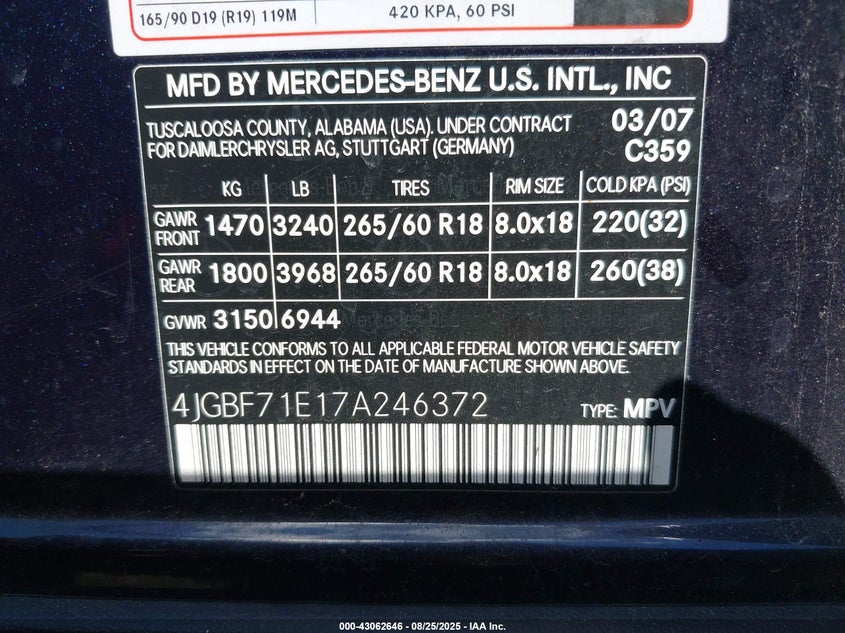 165/90 D19 (R19) 119M 420 KPA, 60 PSI
MFD BY MERCEDES-BENZ U.S. INTL., INC
TUSCALOOSA COUNTY, ALABAMA (USA). UNDER CONTRACT 03/07
FOR DAIMLERCHRYSLER AG, STUTTGART (GERMANY) C359
KG LB TIRES RIM SIZE COLD KPA (PSI)
GAWR FRONT 1470 3240 265/60 R18 8.0x18 220(32)
GAWR REAR 1800 3968 265/60 R18 8.0x18 260(38)
GVWR 3150 6944
THIS VEHICLE CONFORMS TO ALL APPLICABLE FEDERAL MOTOR VEHICLE SAFETY
STANDARDS IN EFFECT ON THE DATE OF MANUFACTURE SHOWN ABOVE.
4JGBF71E17A246372 TYPE: MPV
000-43062646 - 08/25/2025 - IAA Inc.